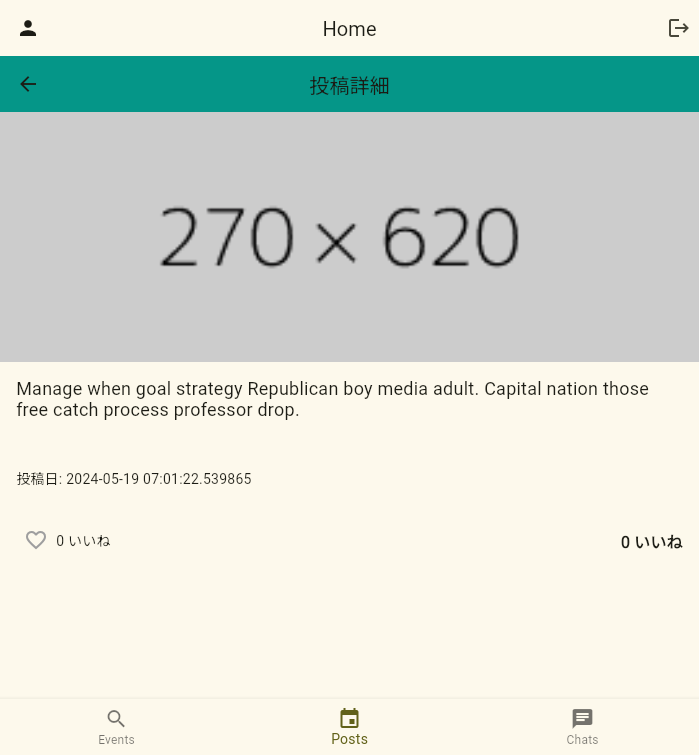 Home
投稿詳細
270 × 620
Manage when goal strategy Republican boy media adult. Capital nation those
free catch process professor drop.
投稿日: 2024-05-19 07:01:22.539865
0 いいね
0 いいね
Events
Posts
Chats